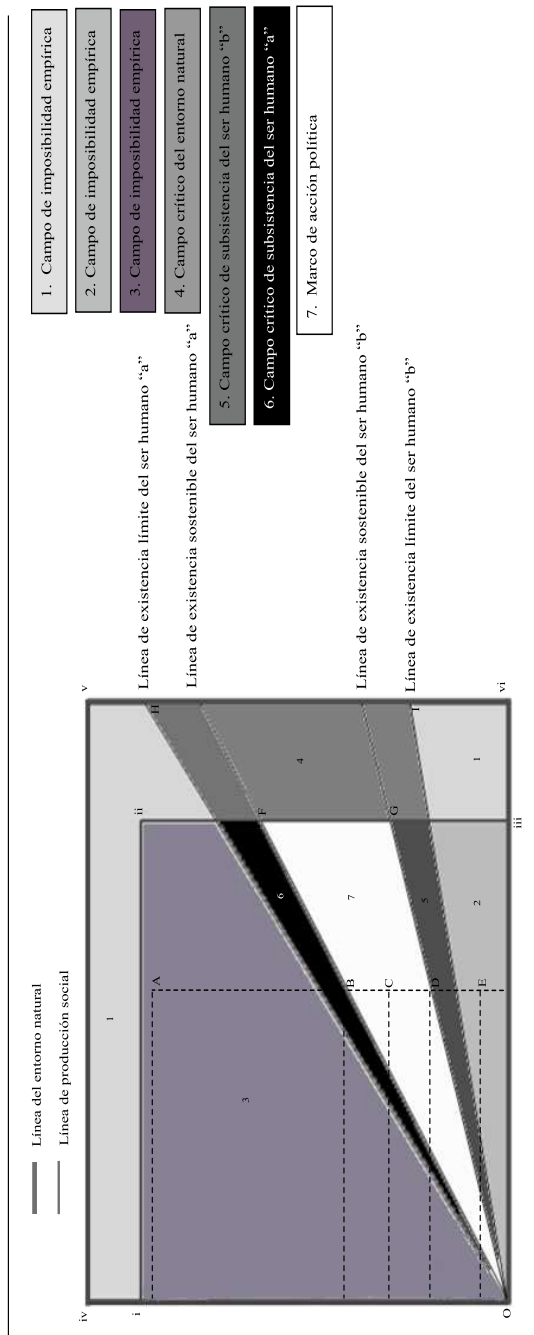 Línea del entorno natural
Línea de producción social
iv
v
i
ii
1
3
A
B
C
D
E
6
7
5
2
F
G
4
H
I
1
O
iii
vi
Línea de existencia límite del ser humano “a”
Línea de existencia sostenible del ser humano “a”
Línea de existencia sostenible del ser humano “b”
Línea de existencia límite del ser humano “b”
1. Campo de imposibilidad empírica
2. Campo de imposibilidad empírica
3. Campo de imposibilidad empírica
4. Campo crítico del entorno natural
5. Campo crítico de subsistencia del ser humano “b”
6. Campo crítico de subsistencia del ser humano “a”
7. Marco de acción política